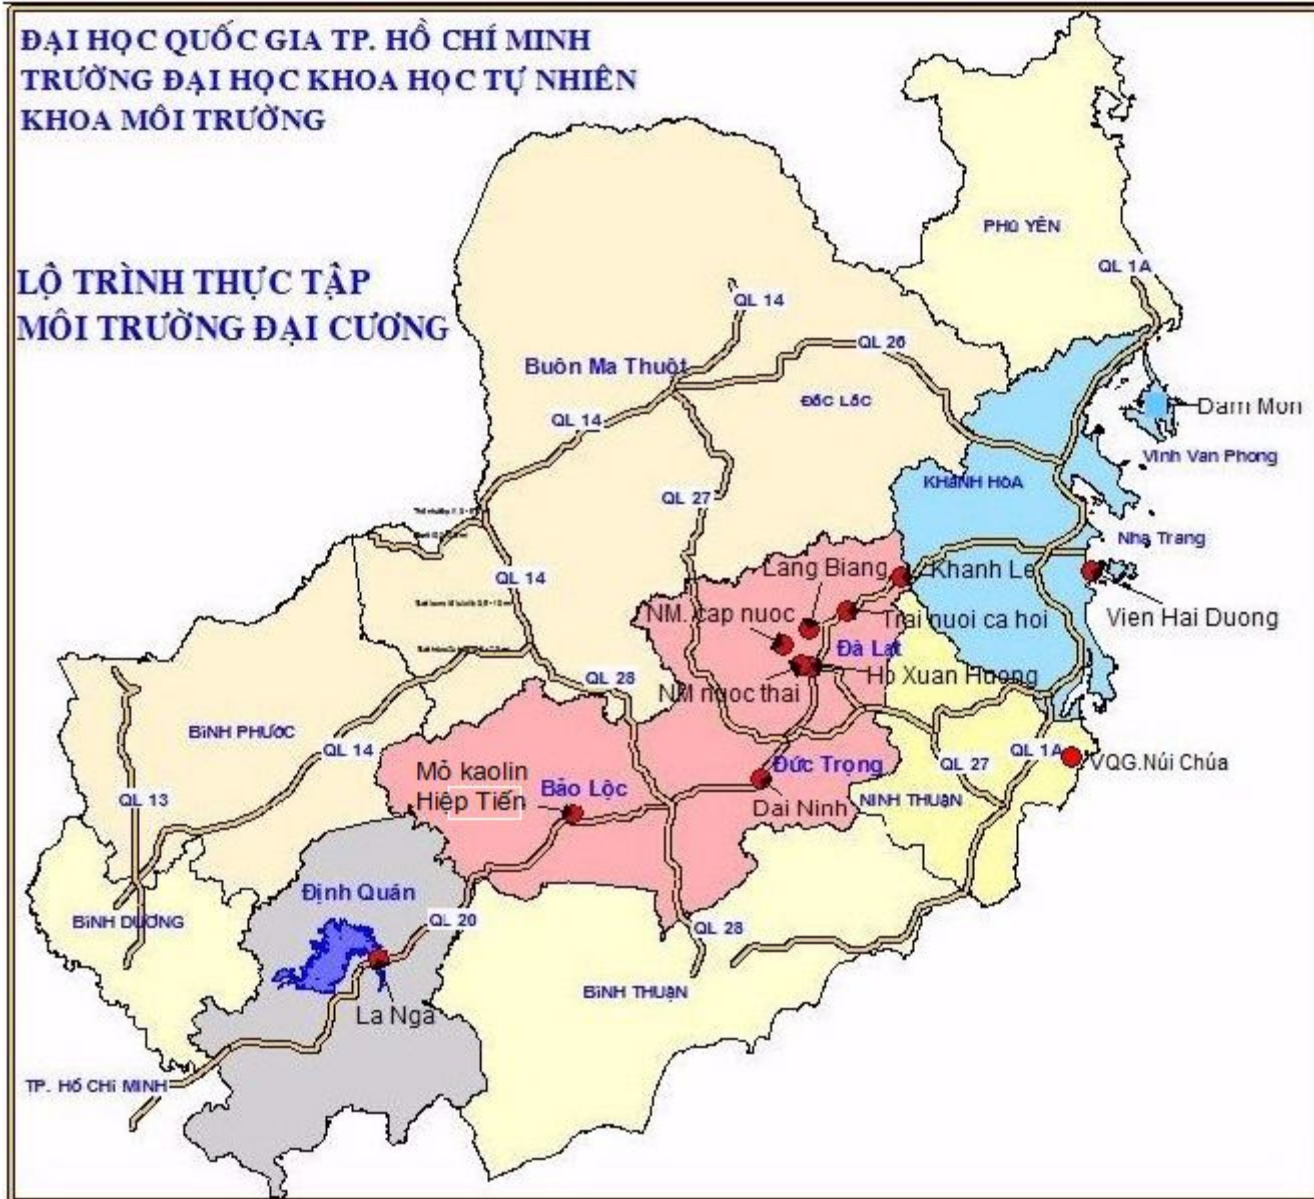 ĐẠI HỌC QUỐC GIA TP. HỒ CHÍ MINH
TRƯỜNG ĐẠI HỌC KHOA HỌC TỰ NHIÊN
KHOA MÔI TRƯỜNG
LỘ TRÌNH THỰC TẬP
MÔI TRƯỜNG ĐẠI CƯƠNG
PHÚ YÊN
QL 1A
QL 14
QL 26
Buôn Ma Thuột
ĐốC LốC
QL 14
Dam Mon
Vinh Van Phong
KHáNH HòA
QL 27
Nha Trang
Lang Biang
Khanh Le
QL 14
NM. cap nuoc
Trai nuoi ca hoi
Vien Hai Duong
Đà Lạt
Ho Xuan Huong
QL 28
NM nuoc thai
BìNH PHƯỚC
QL 14
QL 1A
VQG.Núi Chúa
Mỏ kaolin
Hiệp Tiến
Bảo Lộc
Đức Trọng
QL 27
QL 13
Dai Ninh
NINH THUậN
Định Quán
BìNH DƯƠNG
QL 20
QL 28
BìNH THUậN
La Nga
TP. Hồ CHí MINH